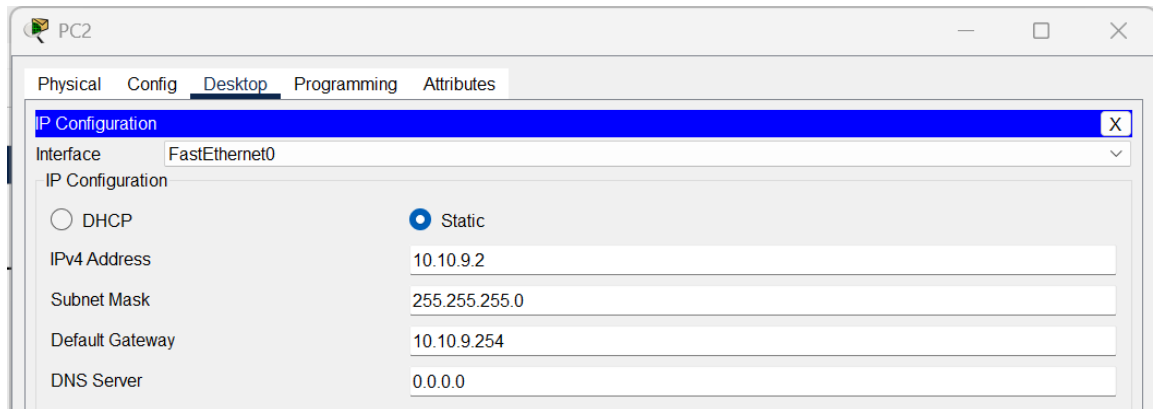 PC2
Physical Config Desktop Programming Attributes
IP Configuration
X
Interface FastEthernet0
IP Configuration
DHCP Static
IPv4 Address 10.10.9.2
Subnet Mask 255.255.255.0
Default Gateway 10.10.9.254
DNS Server 0.0.0.0